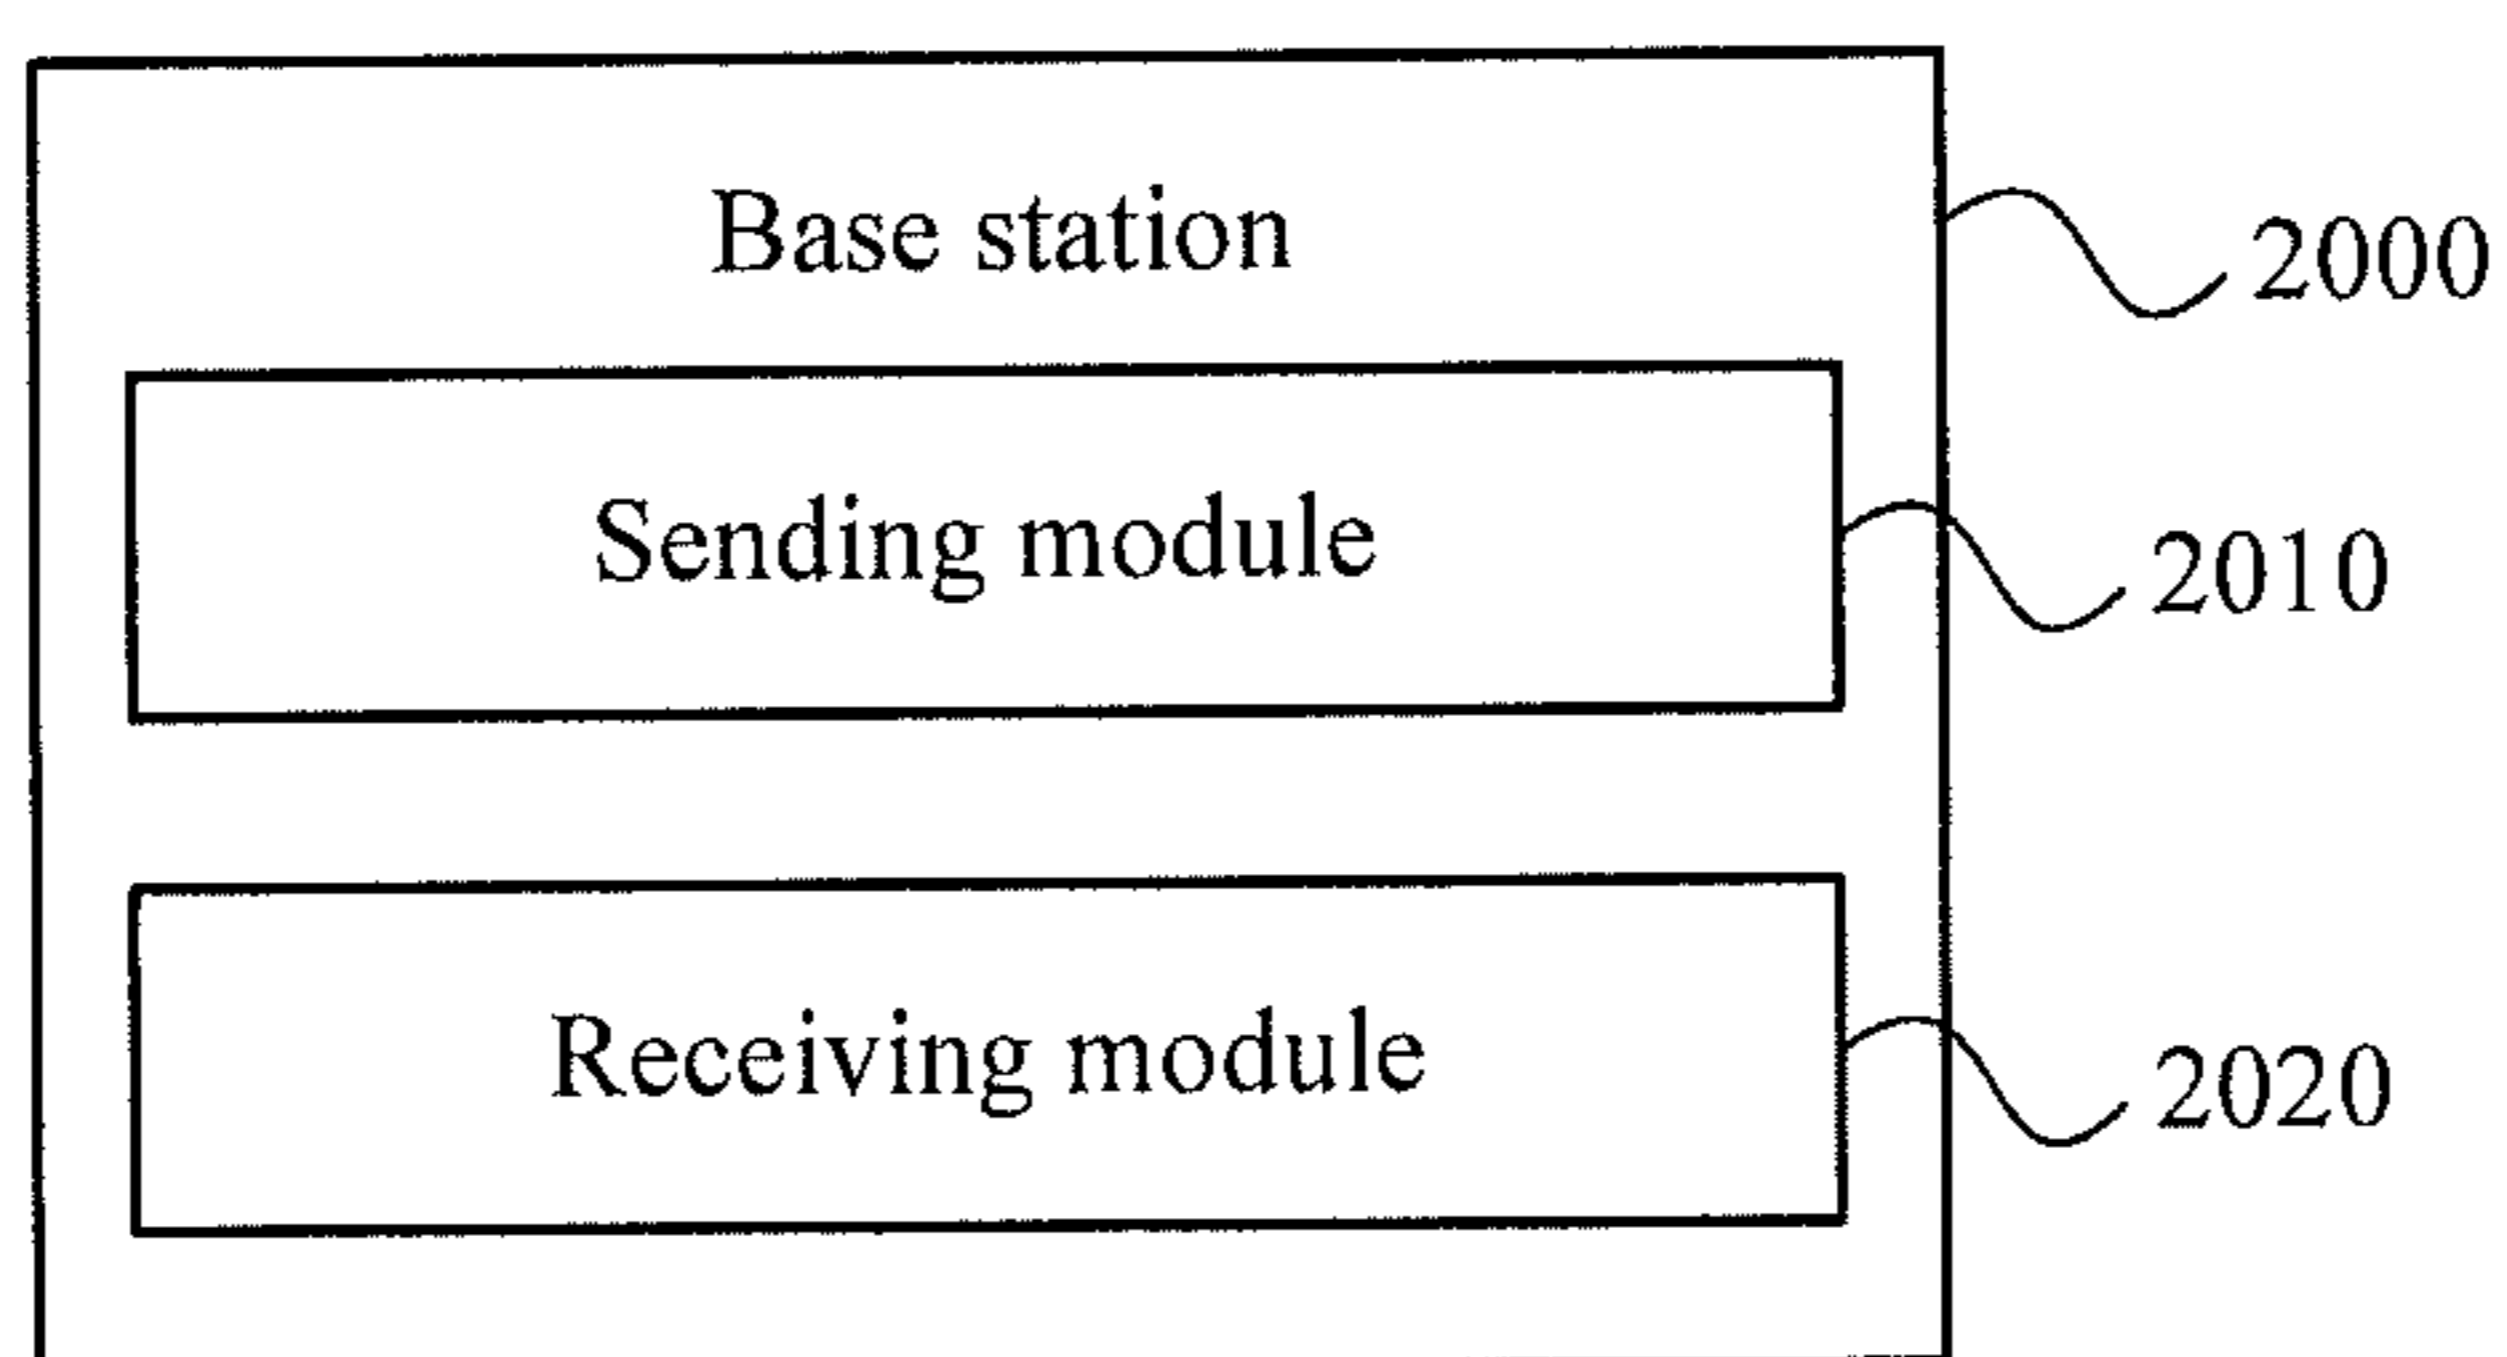 Base station
2000
Sending module
2010
Receiving module
2020